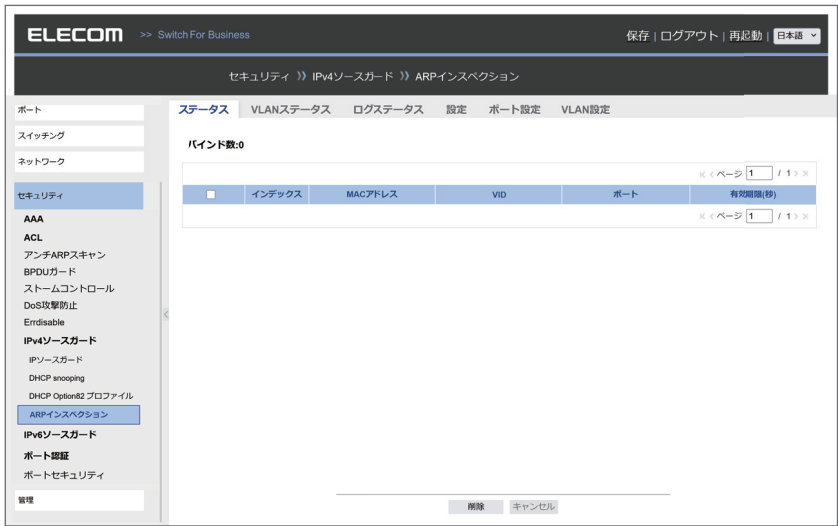 ELECOM >> Switch For Business 保存 | ログアウト | 再起動 | 日本語
セキュリティ 》 IPv4ソースガード 》 ARPインスペクション
ポート
スイッチング
ネットワーク
セキュリティ
AAA
ACL
アンチARPスキャン
BPDUガード
ストームコントロール
DoS攻撃防止
Errdisable
IPv4ソースガード
IPソースガード
DHCP snooping
DHCP Option82 プロファイル
ARPインスペクション
IPv6ソースガード
ポート認証
ポートセキュリティ
管理
ステータス VLANステータス ログステータス 設定 ポート設定 VLAN設定
バインド数:0
ページ 1 / 1
インデックス MACアドレス VID ポート 有効期限(秒)
ページ 1 / 1
削除 キャンセル